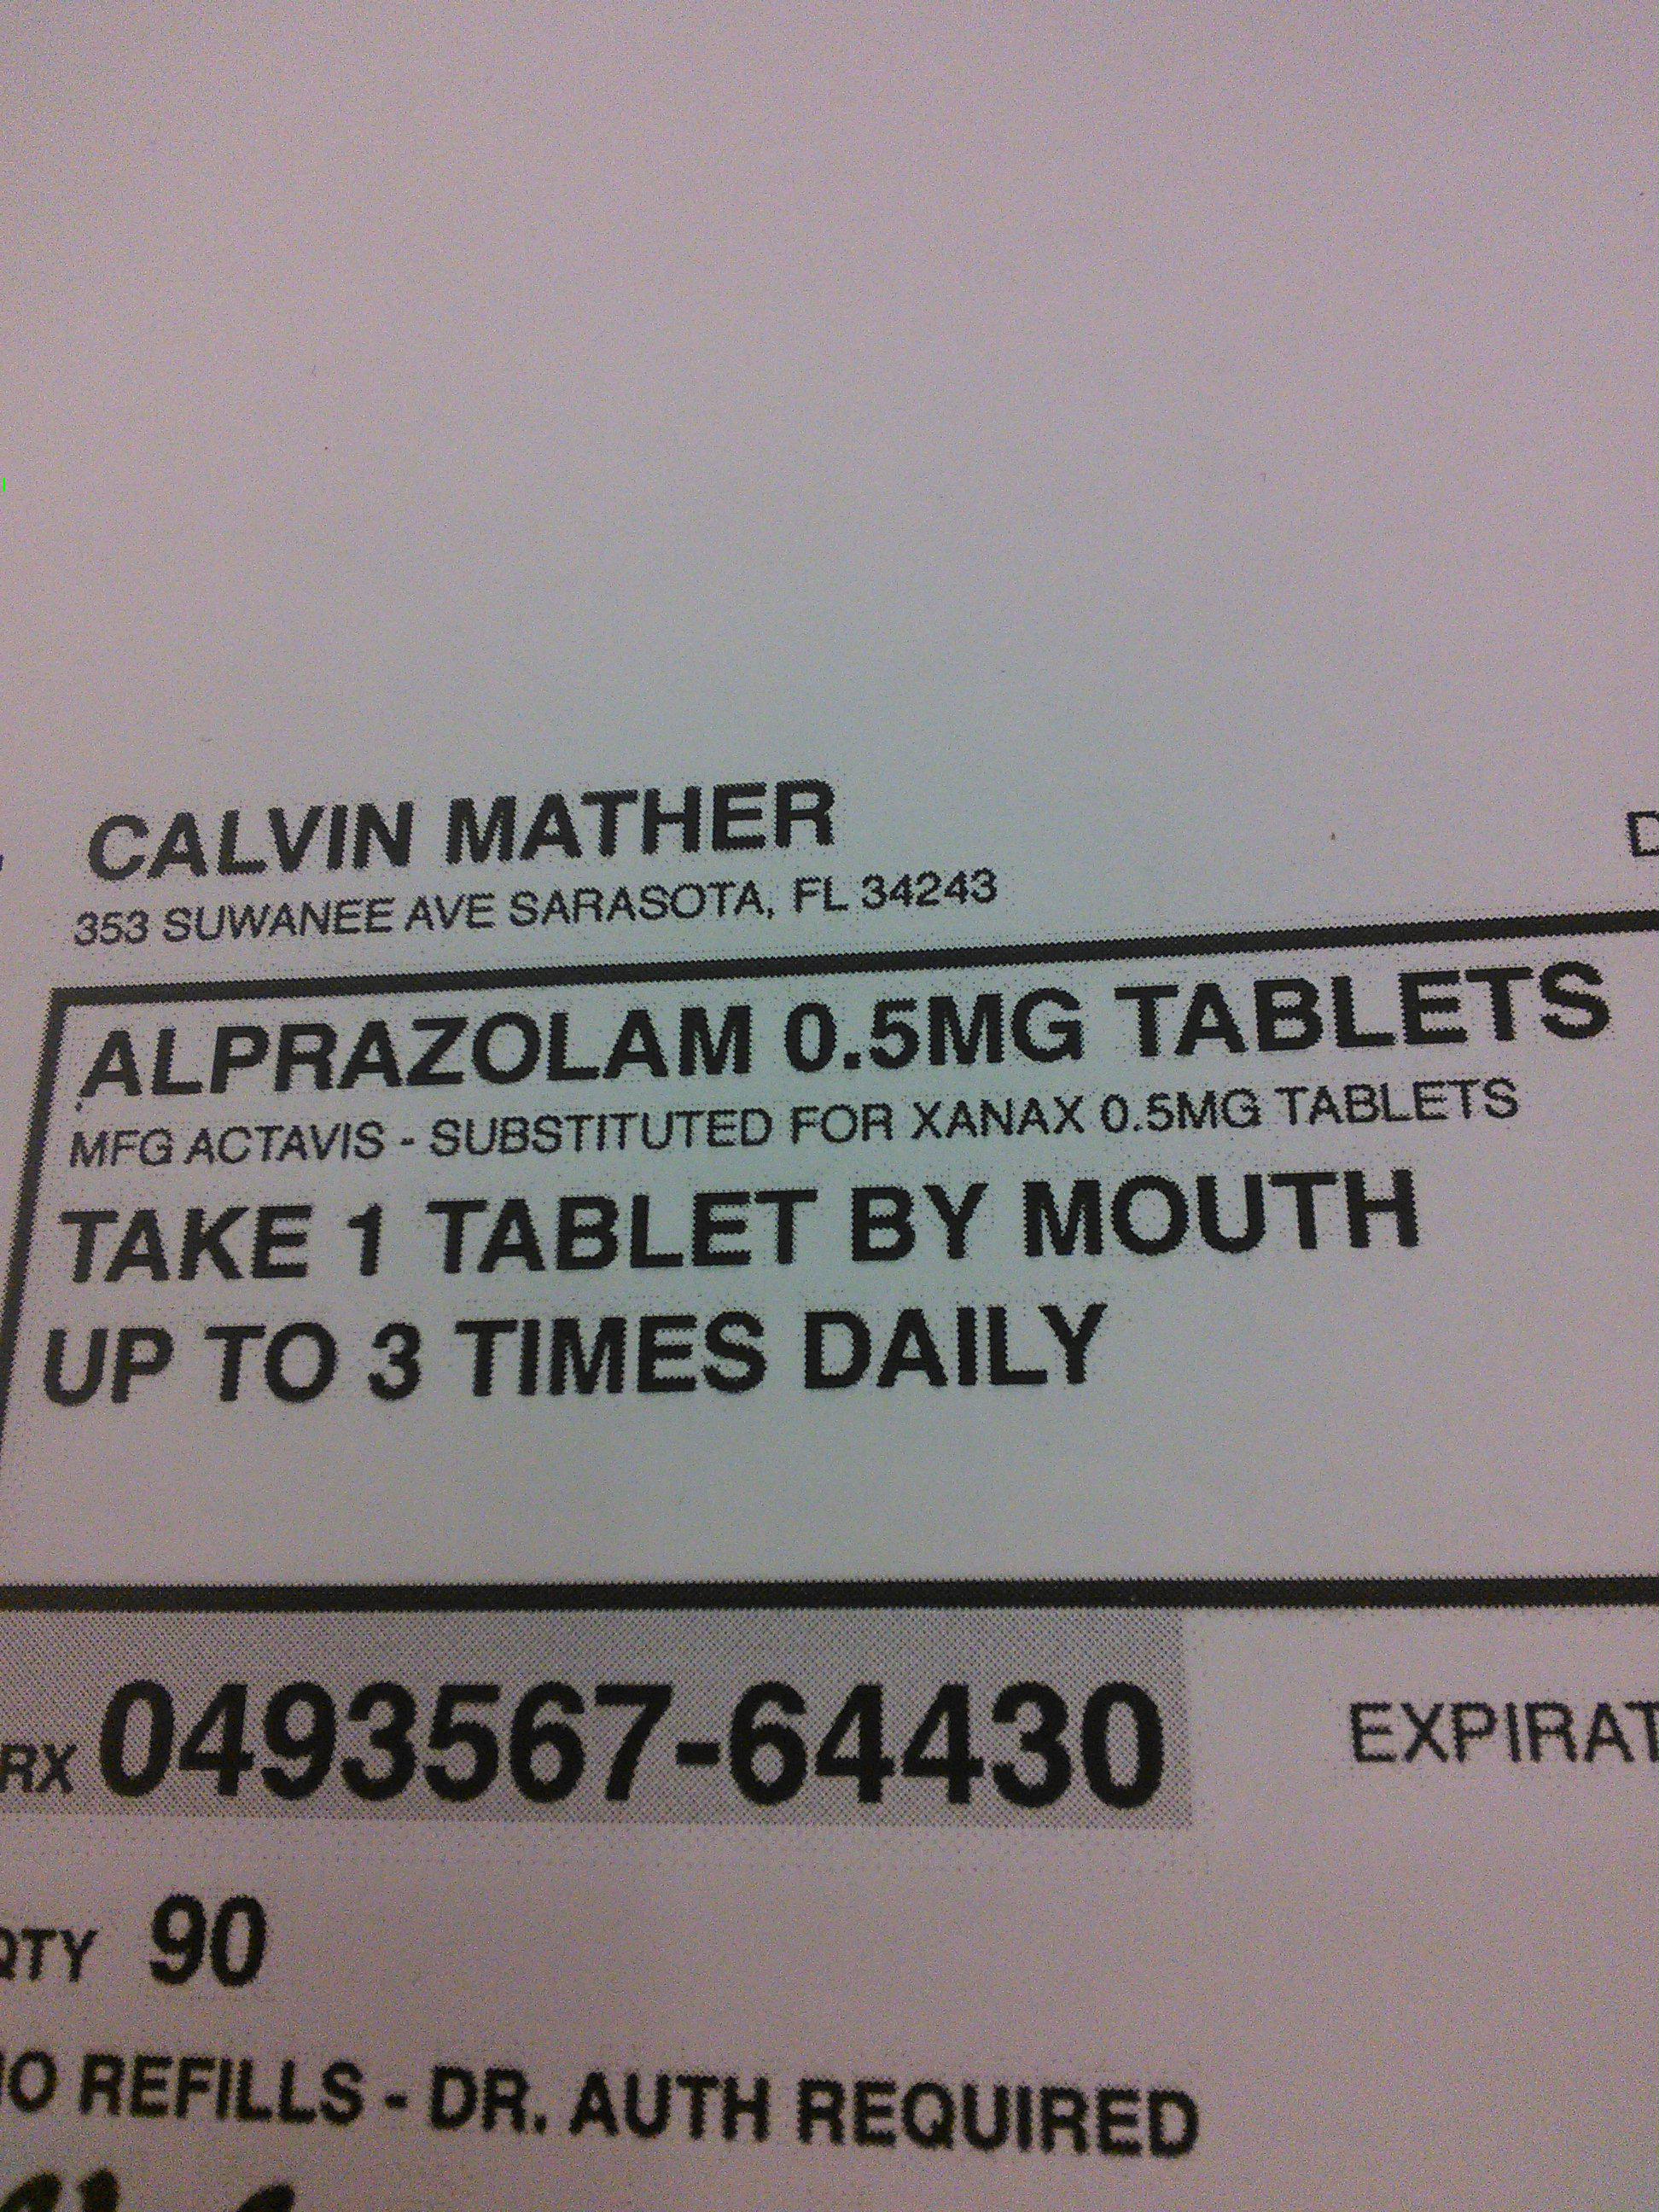 CALVIN MATHER
353 SUWANEE AVE SARASOTA, FL 34243
ALPRAZOLAM 0.5MG TABLETS
MFG ACTAVIS - SUBSTITUTED FOR XANAX 0.5MG TABLETS
TAKE 1 TABLET BY MOUTH
UP TO 3 TIMES DAILY
RX 0493567-64430
EXPIRAT
QTY 90
NO REFILLS - DR. AUTH REQUIRED